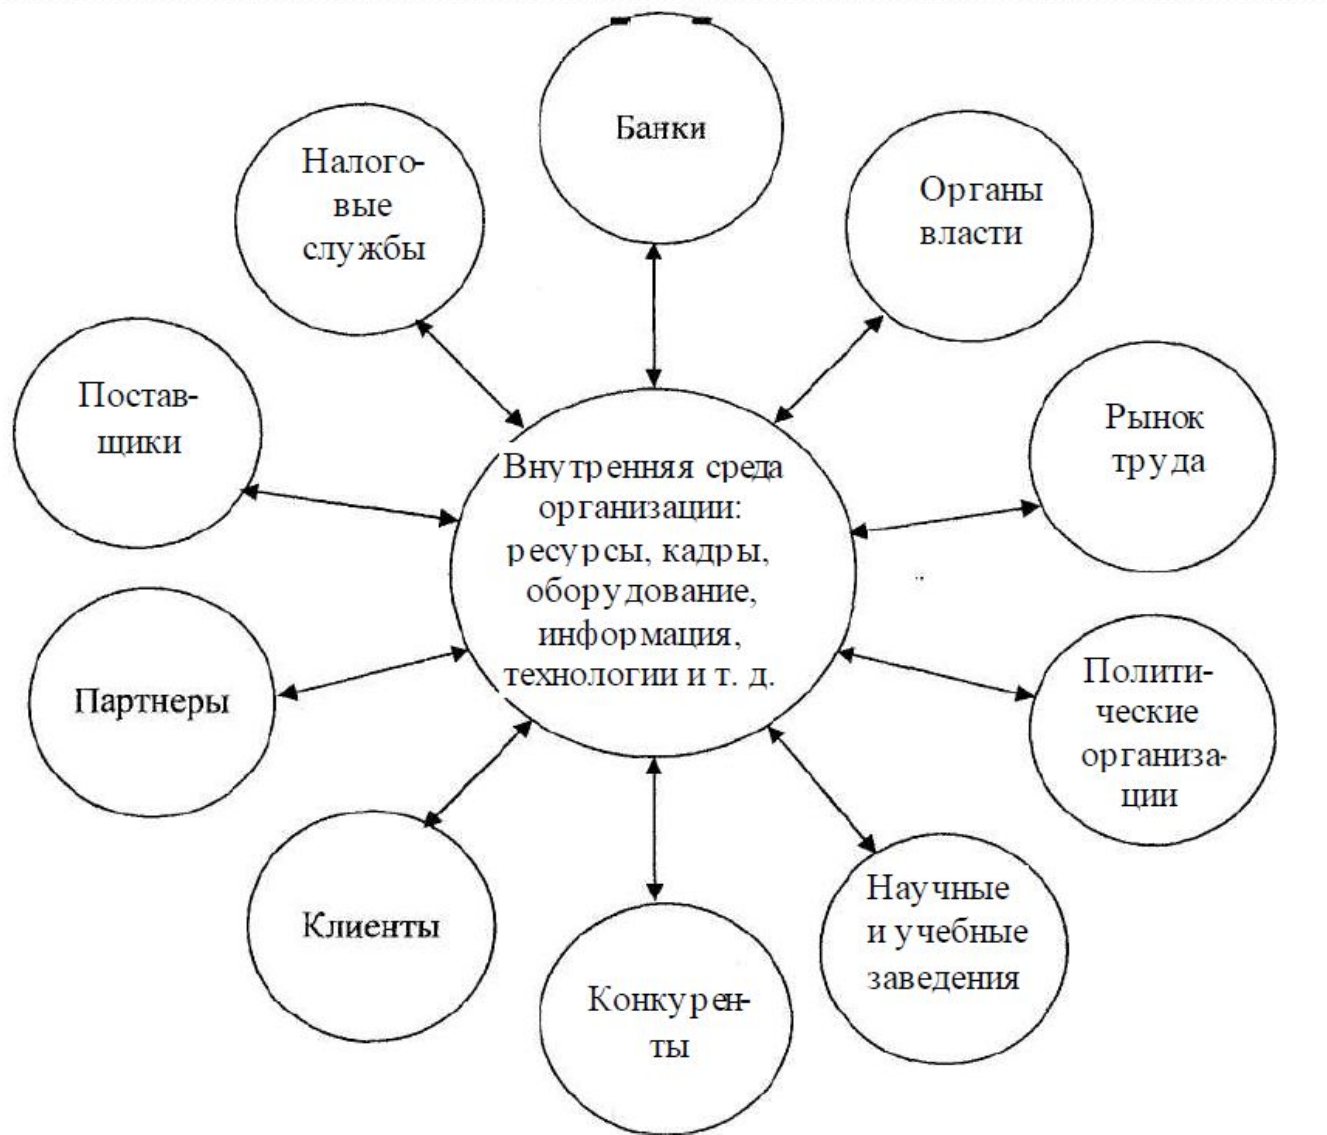 Банки
Налого-
вые
службы
Органы
власти
Постав-
щики
Рынок
труда
Внутренняя среда
организации:
ресурсы, кадры,
оборудование,
информация,
технологии и т. д.
Партнеры
Полити-
ческие
организа-
ции
Клиенты
Научные
и учебные
заведения
Конкурен-
ты